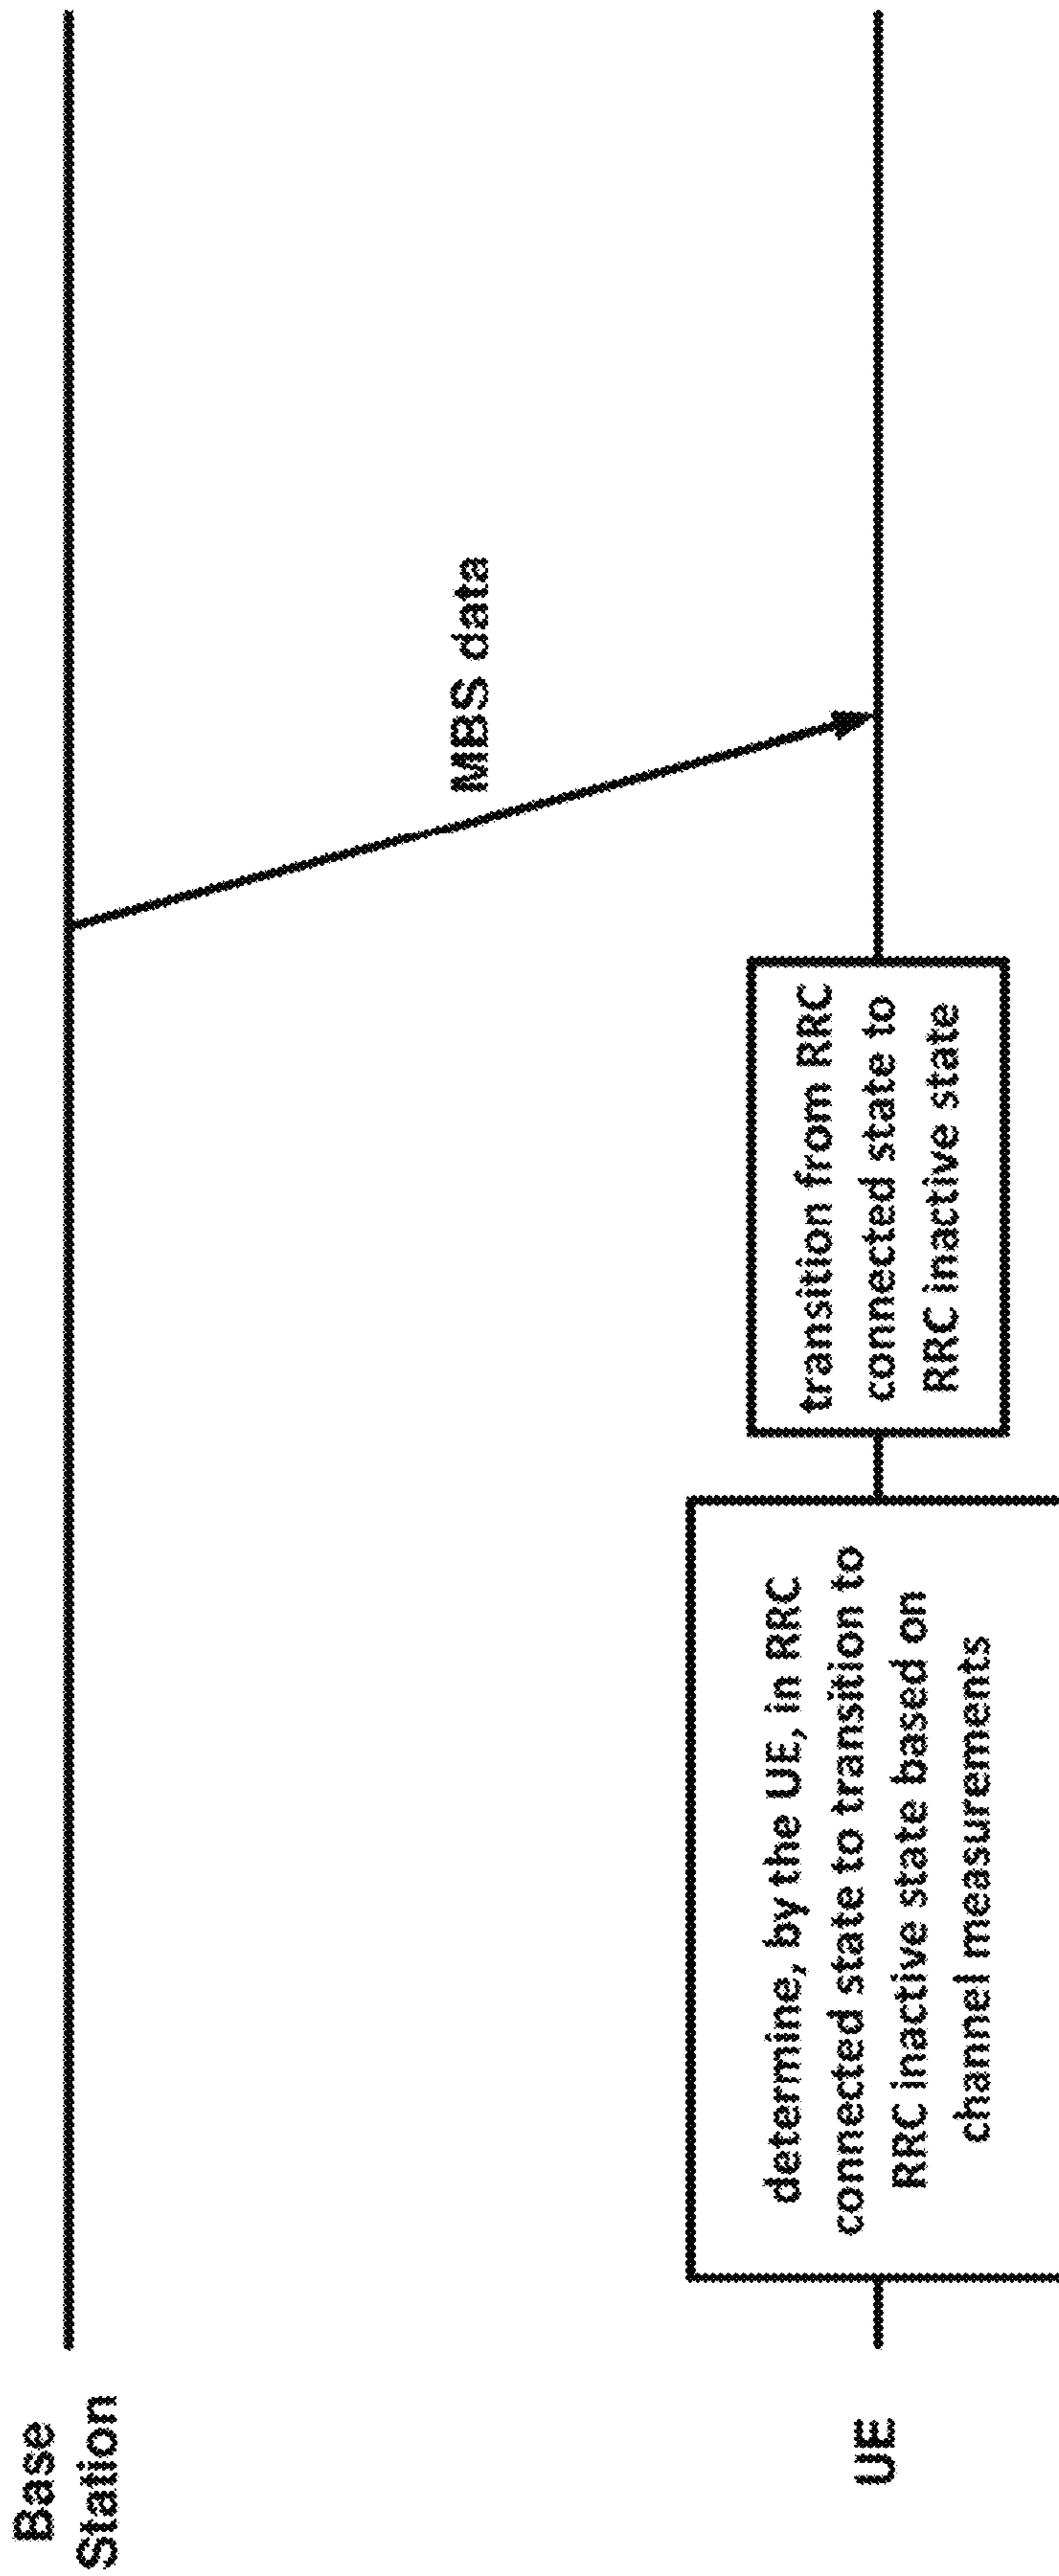 Base
Station
MBS data
UE
determine, by the UE, in RRC
connected state to transition to
RRC inactive state based on
channel measurements
transition from RRC
connected state to
RRC inactive state